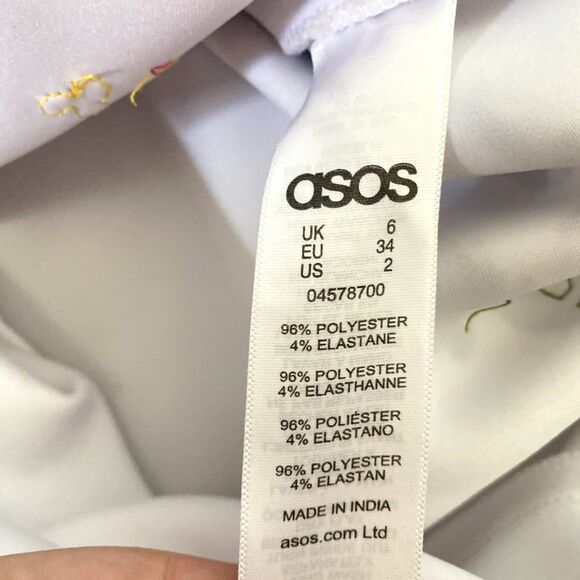 asos
UK 6
EU 34
US 2
04578700
96% POLYESTER
4% ELASTANE
96% POLYESTER
4% ELASTHANNE
96% POLIÉSTER
4% ELASTANO
96% POLYESTER
4% ELASTAN
MADE IN INDIA
asos.com Ltd